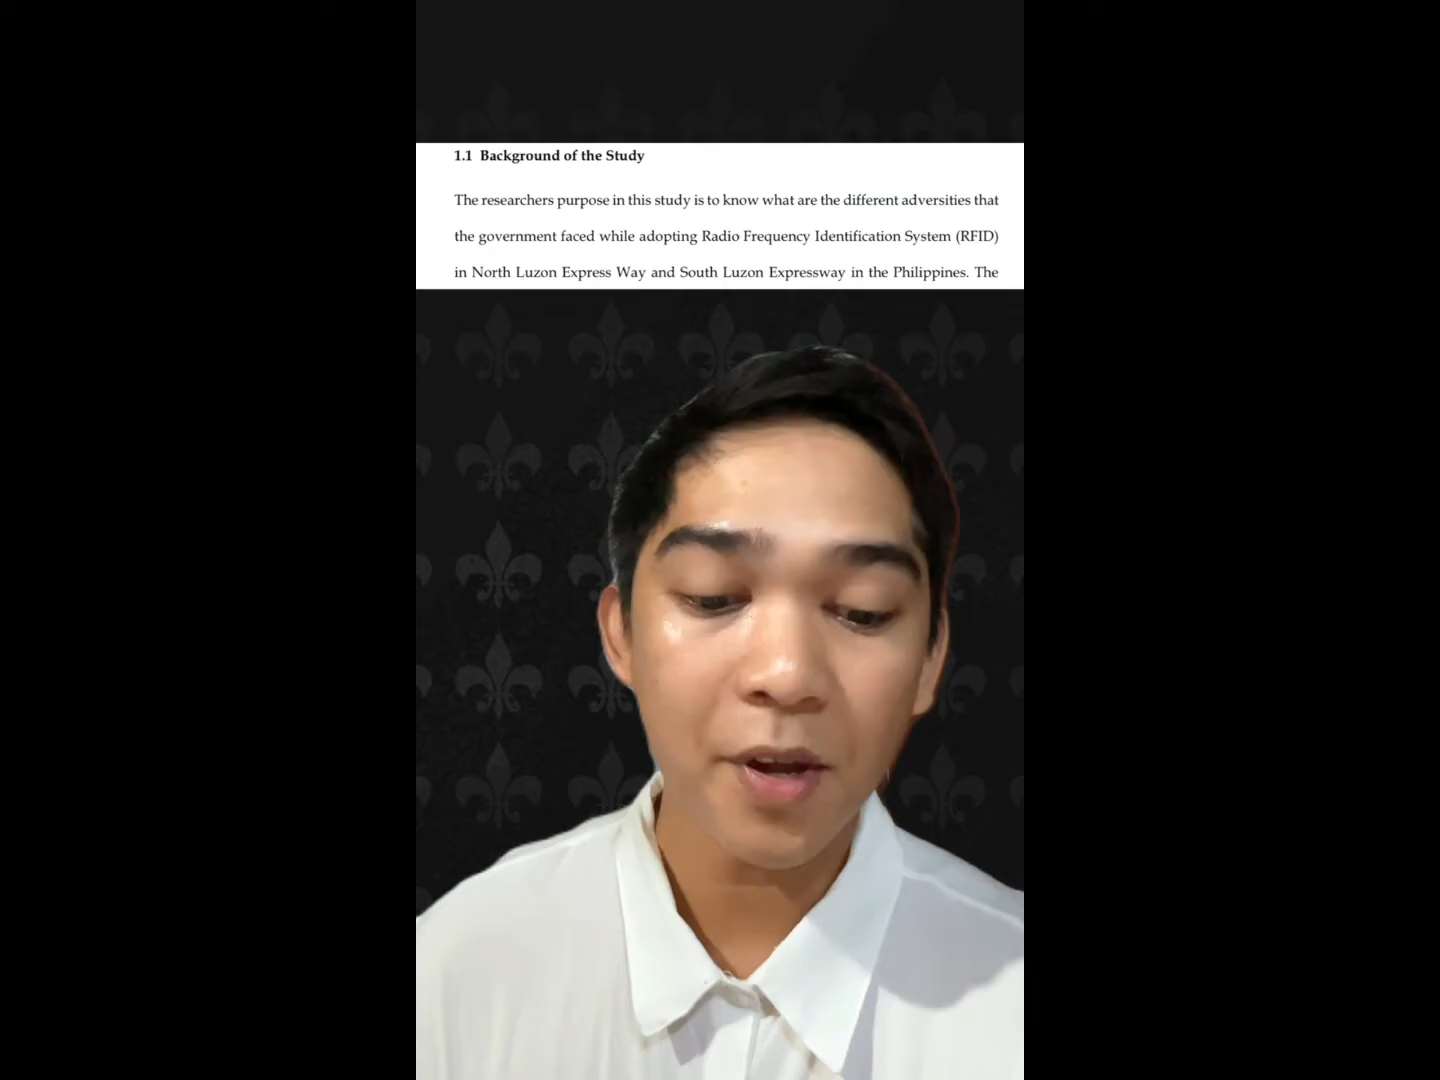 1.1 Background of the Study
The researchers purpose in this study is to know what are the different adversities that
the government faced while adopting Radio Frequency Identification System (RFID)
in North Luzon Express Way and South Luzon Expressway in the Philippines. The